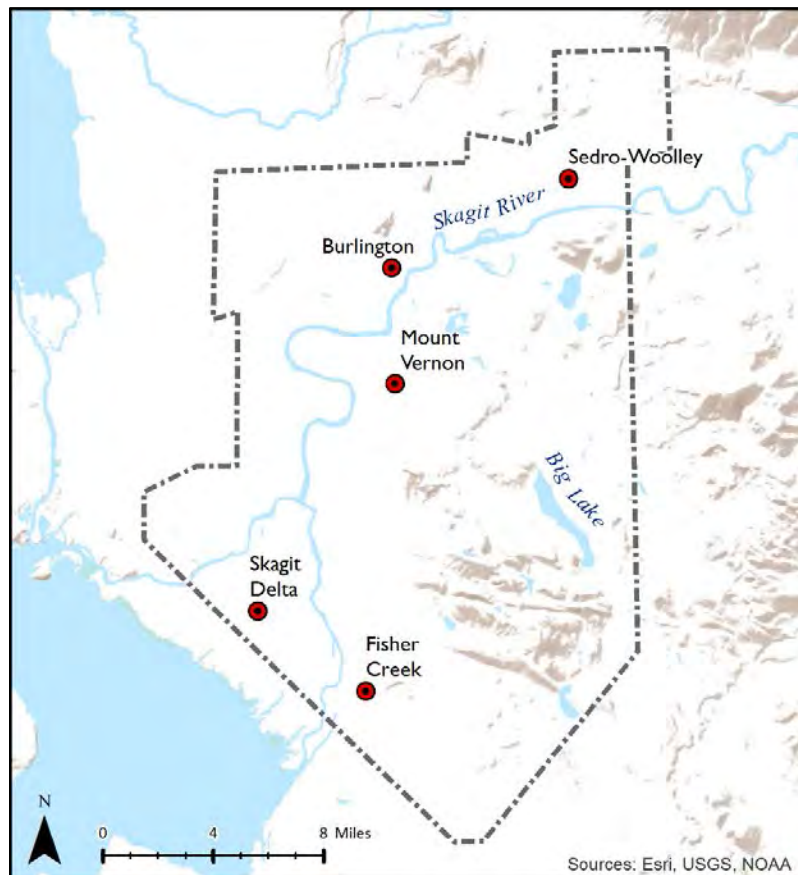 Sedro-Woolley
Skagit River
Burlington
Mount
Vernon
Big Lake
Skagit
Delta
Fisher
Creek
N
0 4 8 Miles
Sources: Esri, USGS, NOAA